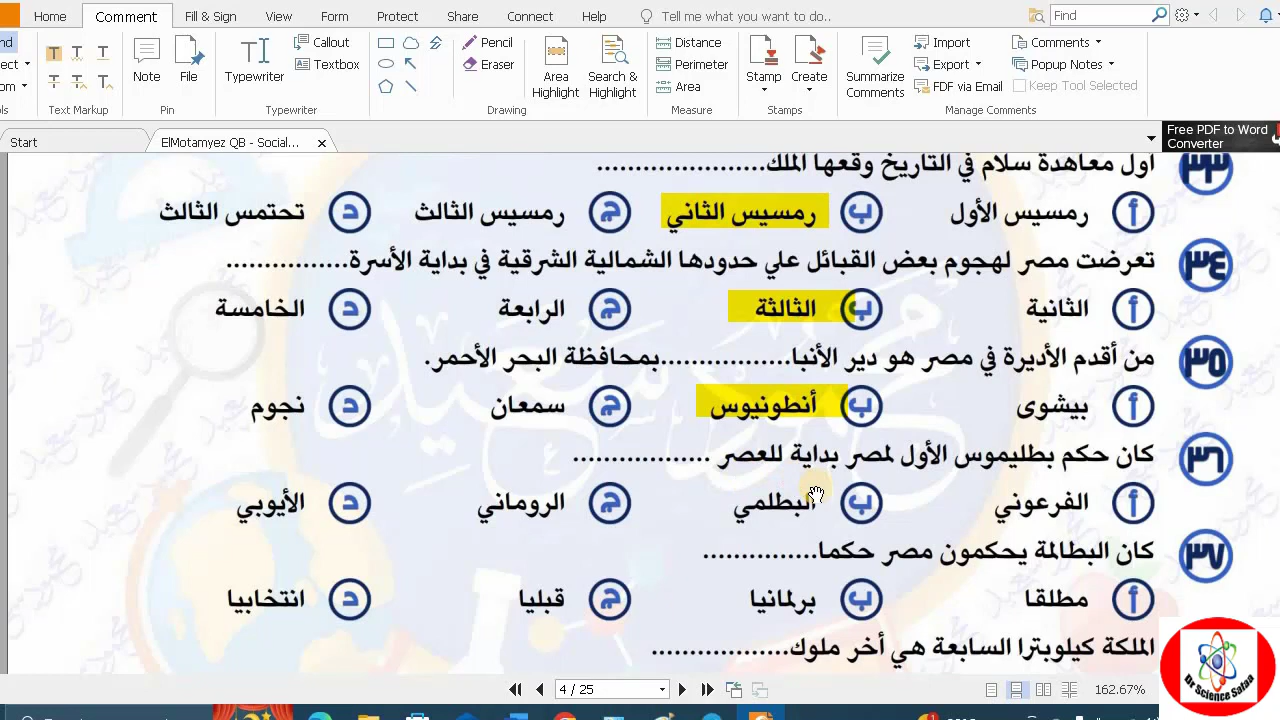 Home Comment Fill & Sign View Form Protect Share Connect Help Tell me what you want to do.. Find
Callout
Textbox
Pencil
Eraser
Distance
Perimeter
Area
Import
Export
FDF via Email
Comments
Popup Notes
Keep Tool Selected
Note File Typewriter Area Highlight Search & Highlight Stamp Create Summarize Comments
Text Markup Pin Typewriter Drawing Measure Stamps Manage Comments
Start ElMotamyez QB - Social... x
Free PDF to Word Converter
٣٣ اول معاهدة سلام في التاريخ وقعها الملك......................
أ رمسيس الأول ب رمسيس الثاني ج رمسيس الثالث د تحتمس الثالث
٣٤ تعرضت مصر لهجوم بعض القبائل علي حدودها الشمالية الشرقية في بداية الأسرة................
أ الثانية ب الثالثة ج الرابعة د الخامسة
٣٥ من أقدم الأديرة في مصر هو دير الأنبا.................بمحافظة البحر الأحمر.
أ بيشوى ب أنطونيوس ج سمعان د نجوم
٣٦ كان حكم بطليموس الأول لمصر بداية للعصر ..................
أ الفرعوني ب البطلمي ج الروماني د الأيوبي
٣٧ كان البطالمة يحكمون مصر حكما...............
أ مطلقا ب برلمانيا ج قبليا د انتخابيا
الملكة كيلوبترا السابعة هي أخر ملوك..................
Dr Science Safaa
4 / 25
162.67%